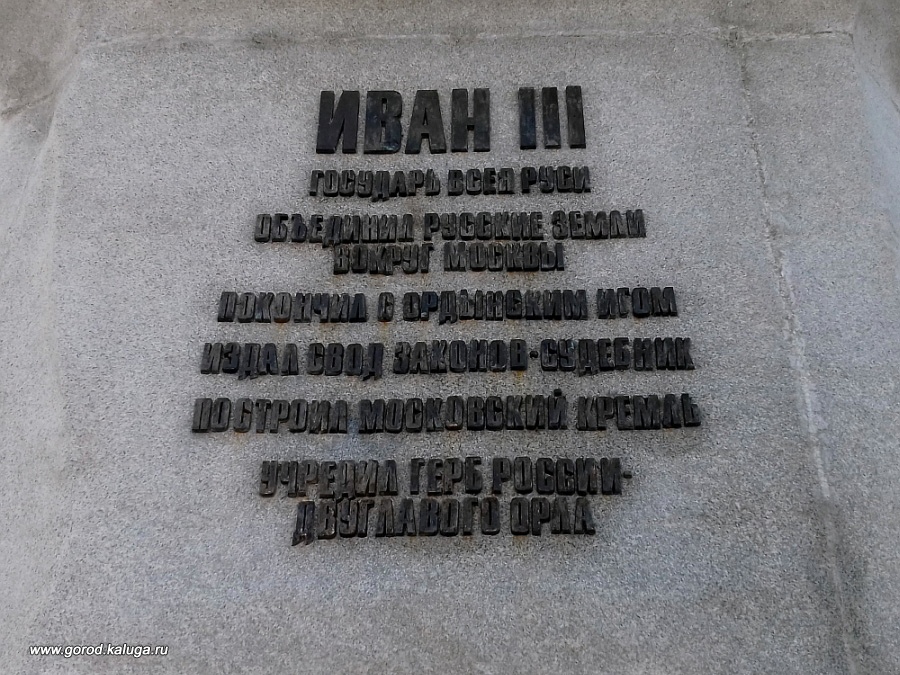 ИВАН III
ГОСУДАРЬ ВСЕЯ РУСИ
ОБЪЕДИНИЛ РУССКИЕ ЗЕМЛИ
ВОКРУГ МОСКВЫ
ПОКОНЧИЛ С ОРДЫНСКИМ ИГОМ
ИЗДАЛ СВОД ЗАКОНОВ-СУДЕБНИК
ПОСТРОИЛ МОСКОВСКИЙ КРЕМЛЬ
УЧРЕДИЛ ГЕРБ РОССИИ-
ДВУГЛАВОГО ОРЛА
www.gorod.kaluga.ru